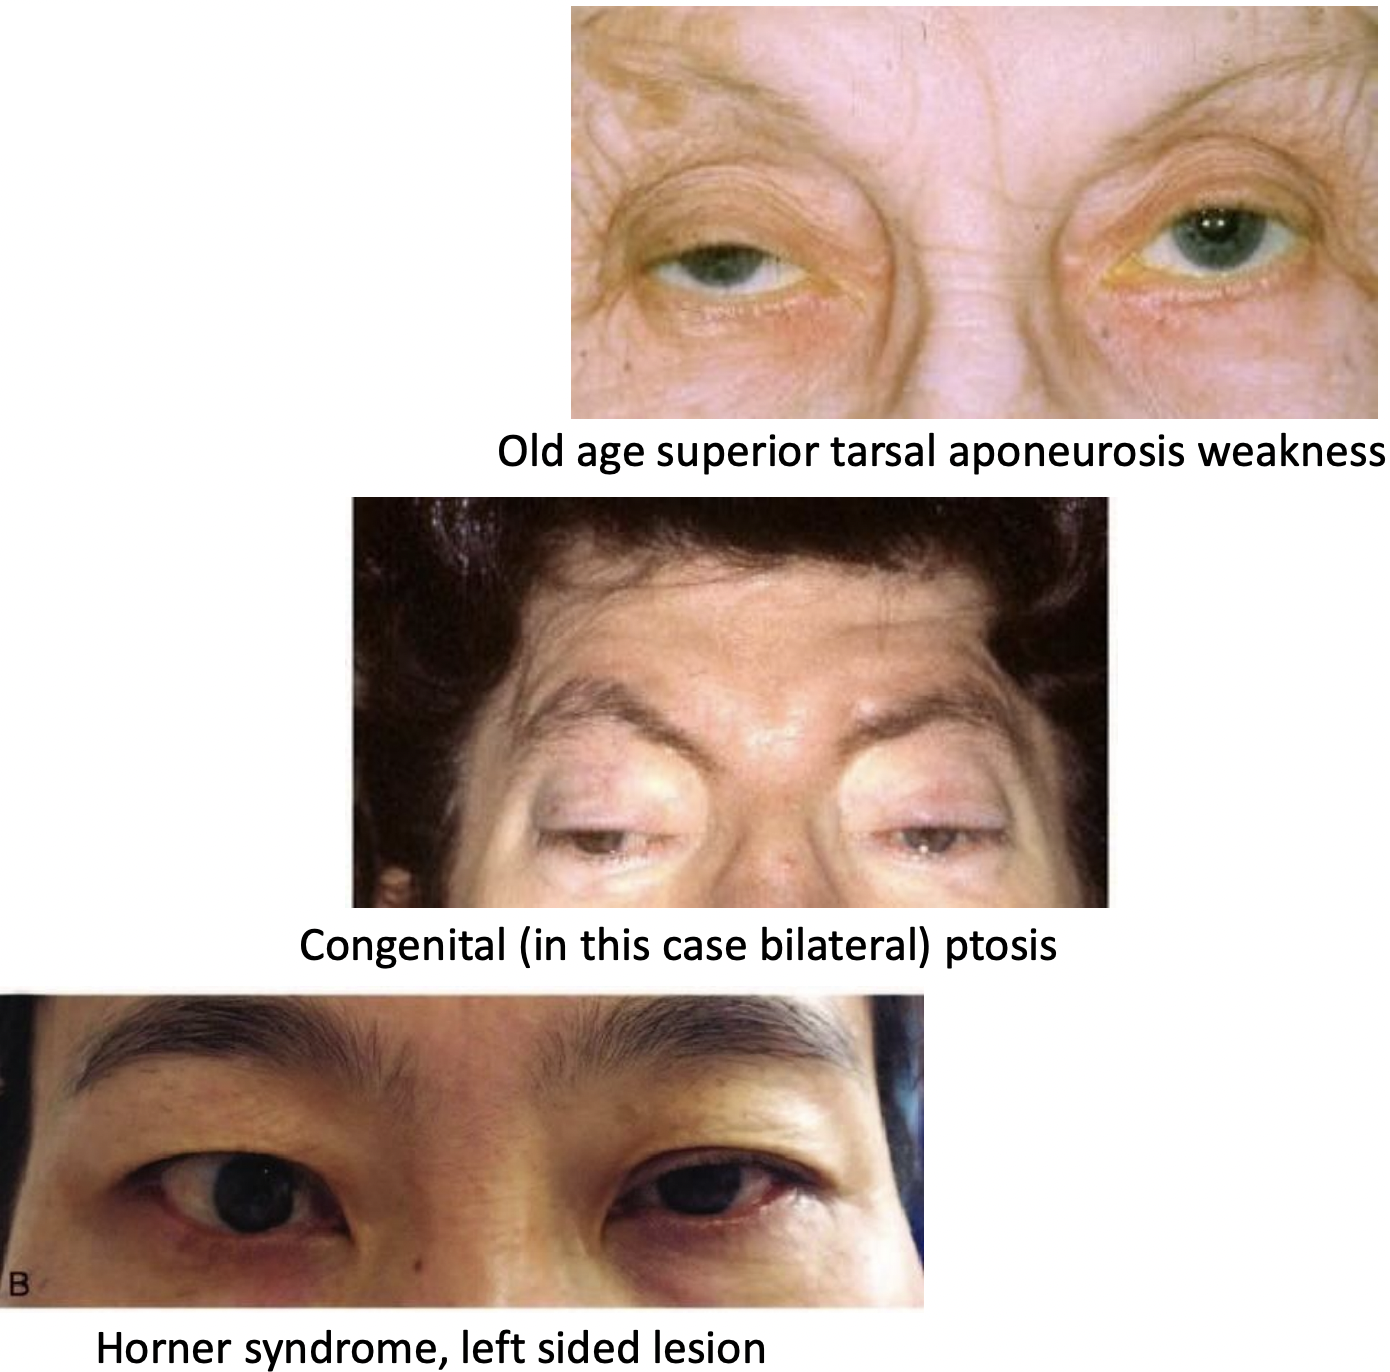 Old age superior tarsal aponeurosis weakness
Congenital (in this case bilateral) ptosis
B
Horner syndrome, left sided lesion